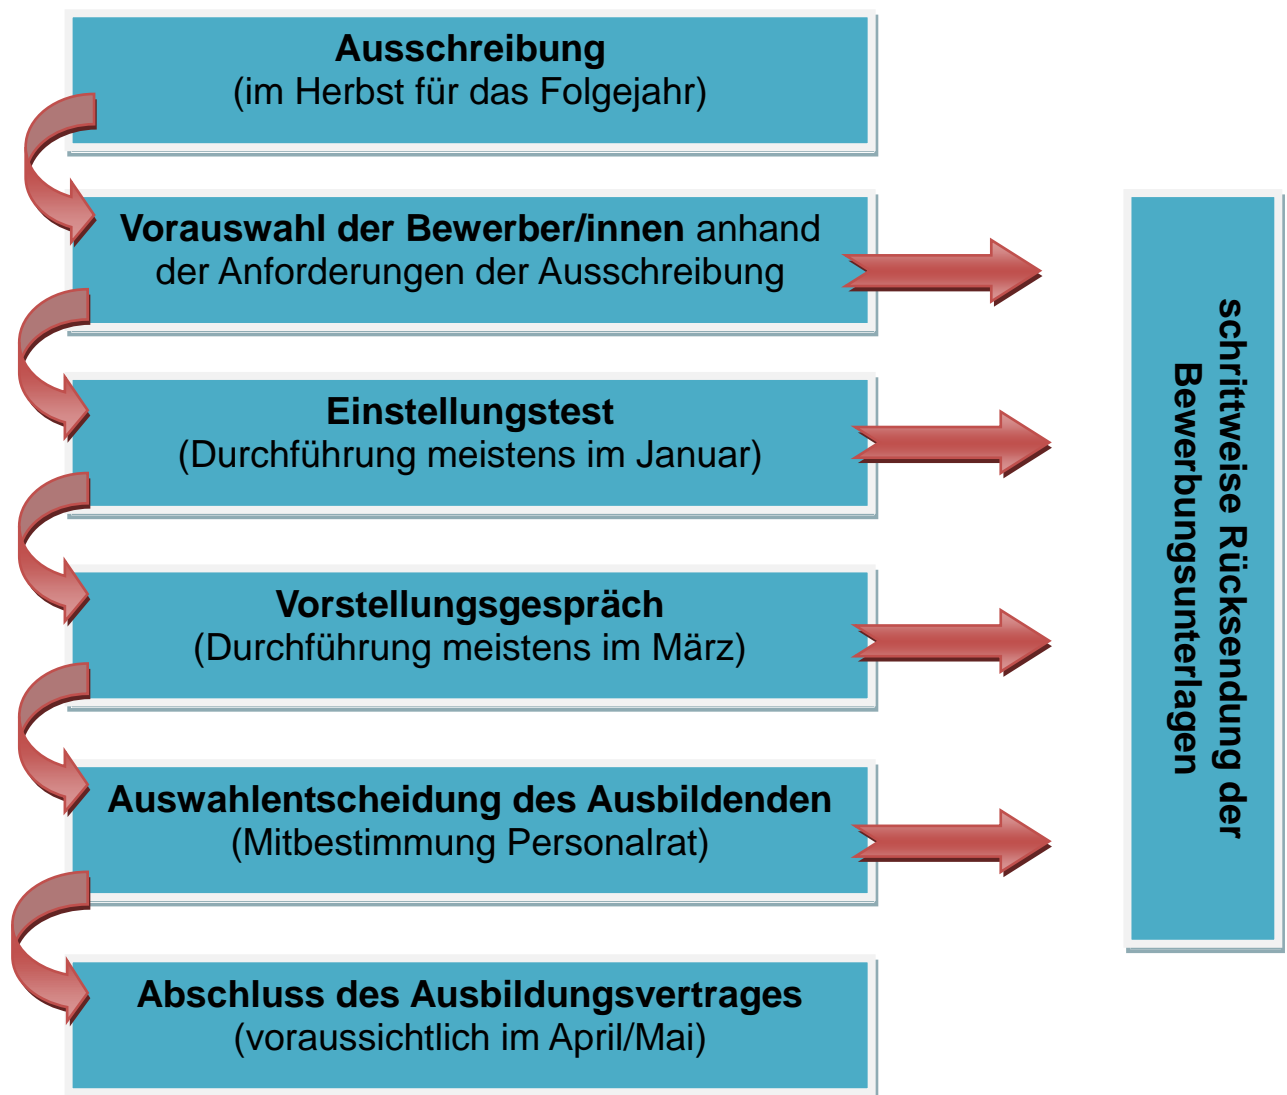 Ausschreibung
(im Herbst für das Folgejahr)
Vorauswahl der Bewerber/innen anhand
der Anforderungen der Ausschreibung
Einstellungstest
(Durchführung meistens im Januar)
Vorstellungsgespräch
(Durchführung meistens im März)
Auswahlentscheidung des Ausbildenden
(Mitbestimmung Personalrat)
Abschluss des Ausbildungsvertrages
(voraussichtlich im April/Mai)
schrittweise Rücksendung der
Bewerbungsunterlagen